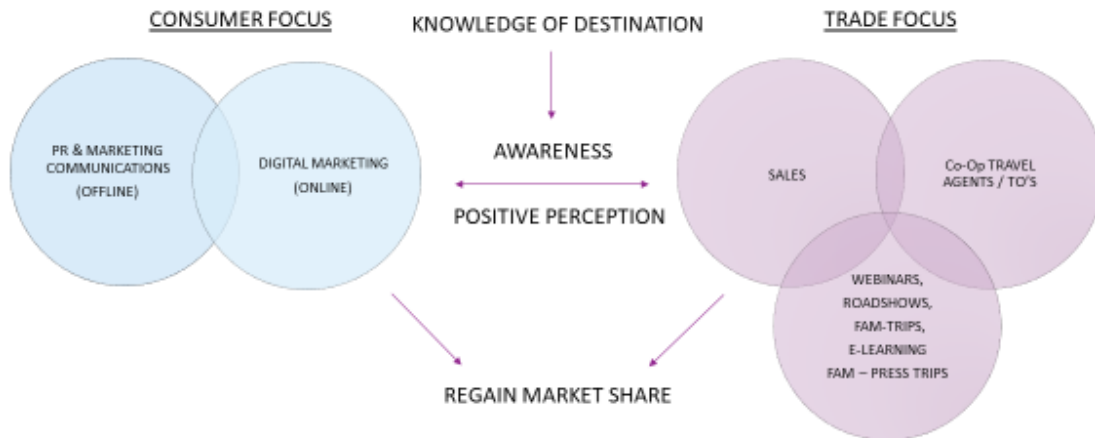 CONSUMER FOCUS
KNOWLEDGE OF DESTINATION
TRADE FOCUS
PR & MARKETING
COMMUNICATIONS
(OFFLINE)
DIGITAL MARKETING
(ONLINE)
AWARENESS
POSITIVE PERCEPTION
SALES
Co-Op TRAVEL
AGENTS / TO'S
WEBINARS,
ROADSHOWS,
FAM-TRIPS,
E-LEARNING
FAM – PRESS TRIPS
REGAIN MARKET SHARE